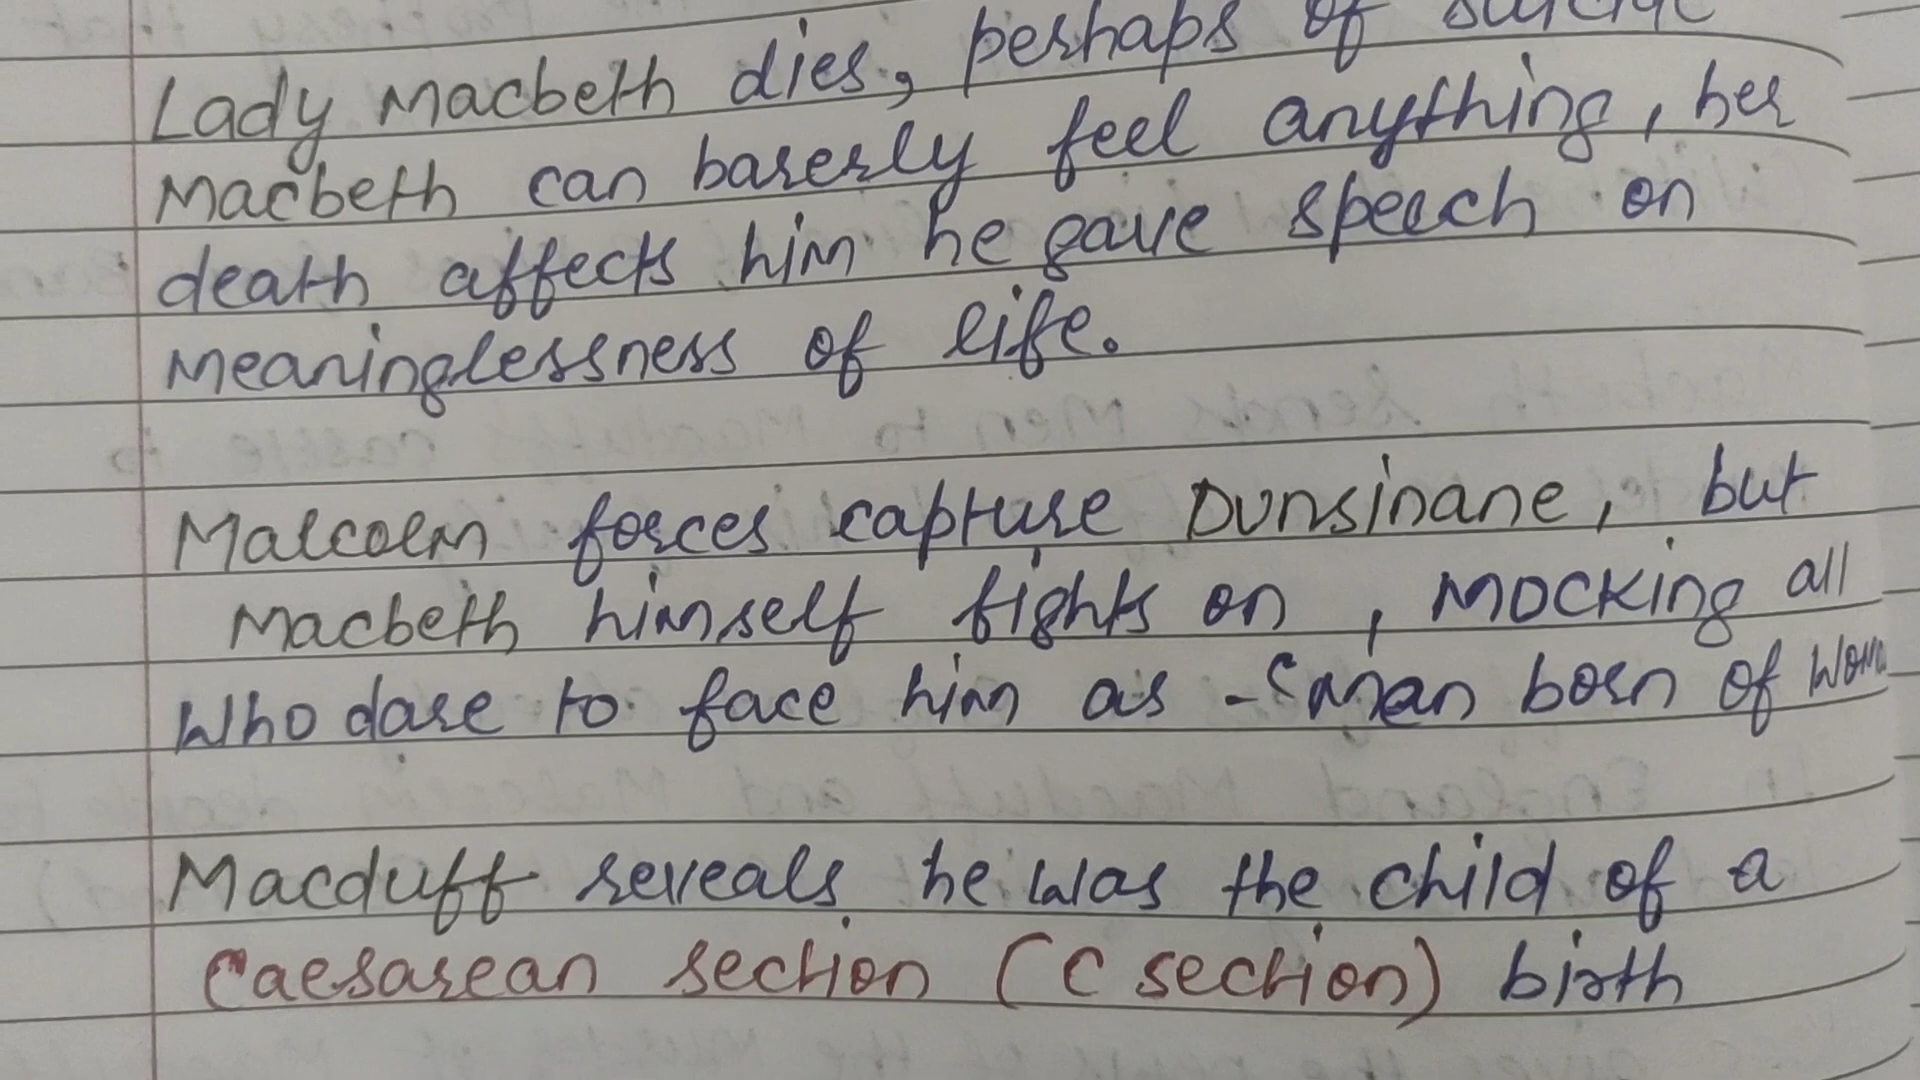 Lady Macbeth dies, perhaps of suicide
Macbeth can barerly feel anything, her
death affects him he gave speech on
meaninglessness of life.
Malcolm forces capture Dunsinane, but
Macbeth himself fights on, mocking all
who dare to face him as - man born of
Macduff reveals he was the child of a
Caesarean section (C section) birth